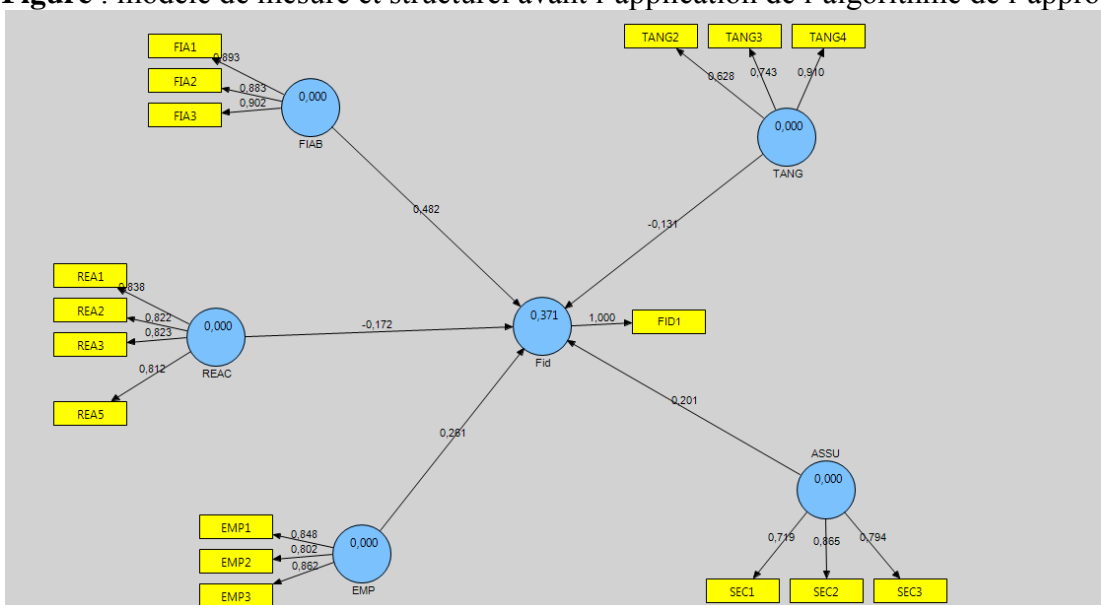 Figure : modèle de mesure et structurel avant l'application de l'algorithme de l'appro
FIA1
0,893
FIA2
0,883
FIA3
0,902
0,000
FIAB
TANG2
TANG3
TANG4
0,628
0,743
0,910
0,000
TANG
0,482
-0,131
REA1
0,838
REA2
0,822
REA3
0,823
REA5
0,812
0,000
REAC
-0,172
0,371
Fid
1,000
FID1
0,201
ASSU
0,000
0,719
0,865
0,794
SEC1
SEC2
SEC3
EMP1
0,848
EMP2
0,802
EMP3
0,862
0,000
EMP